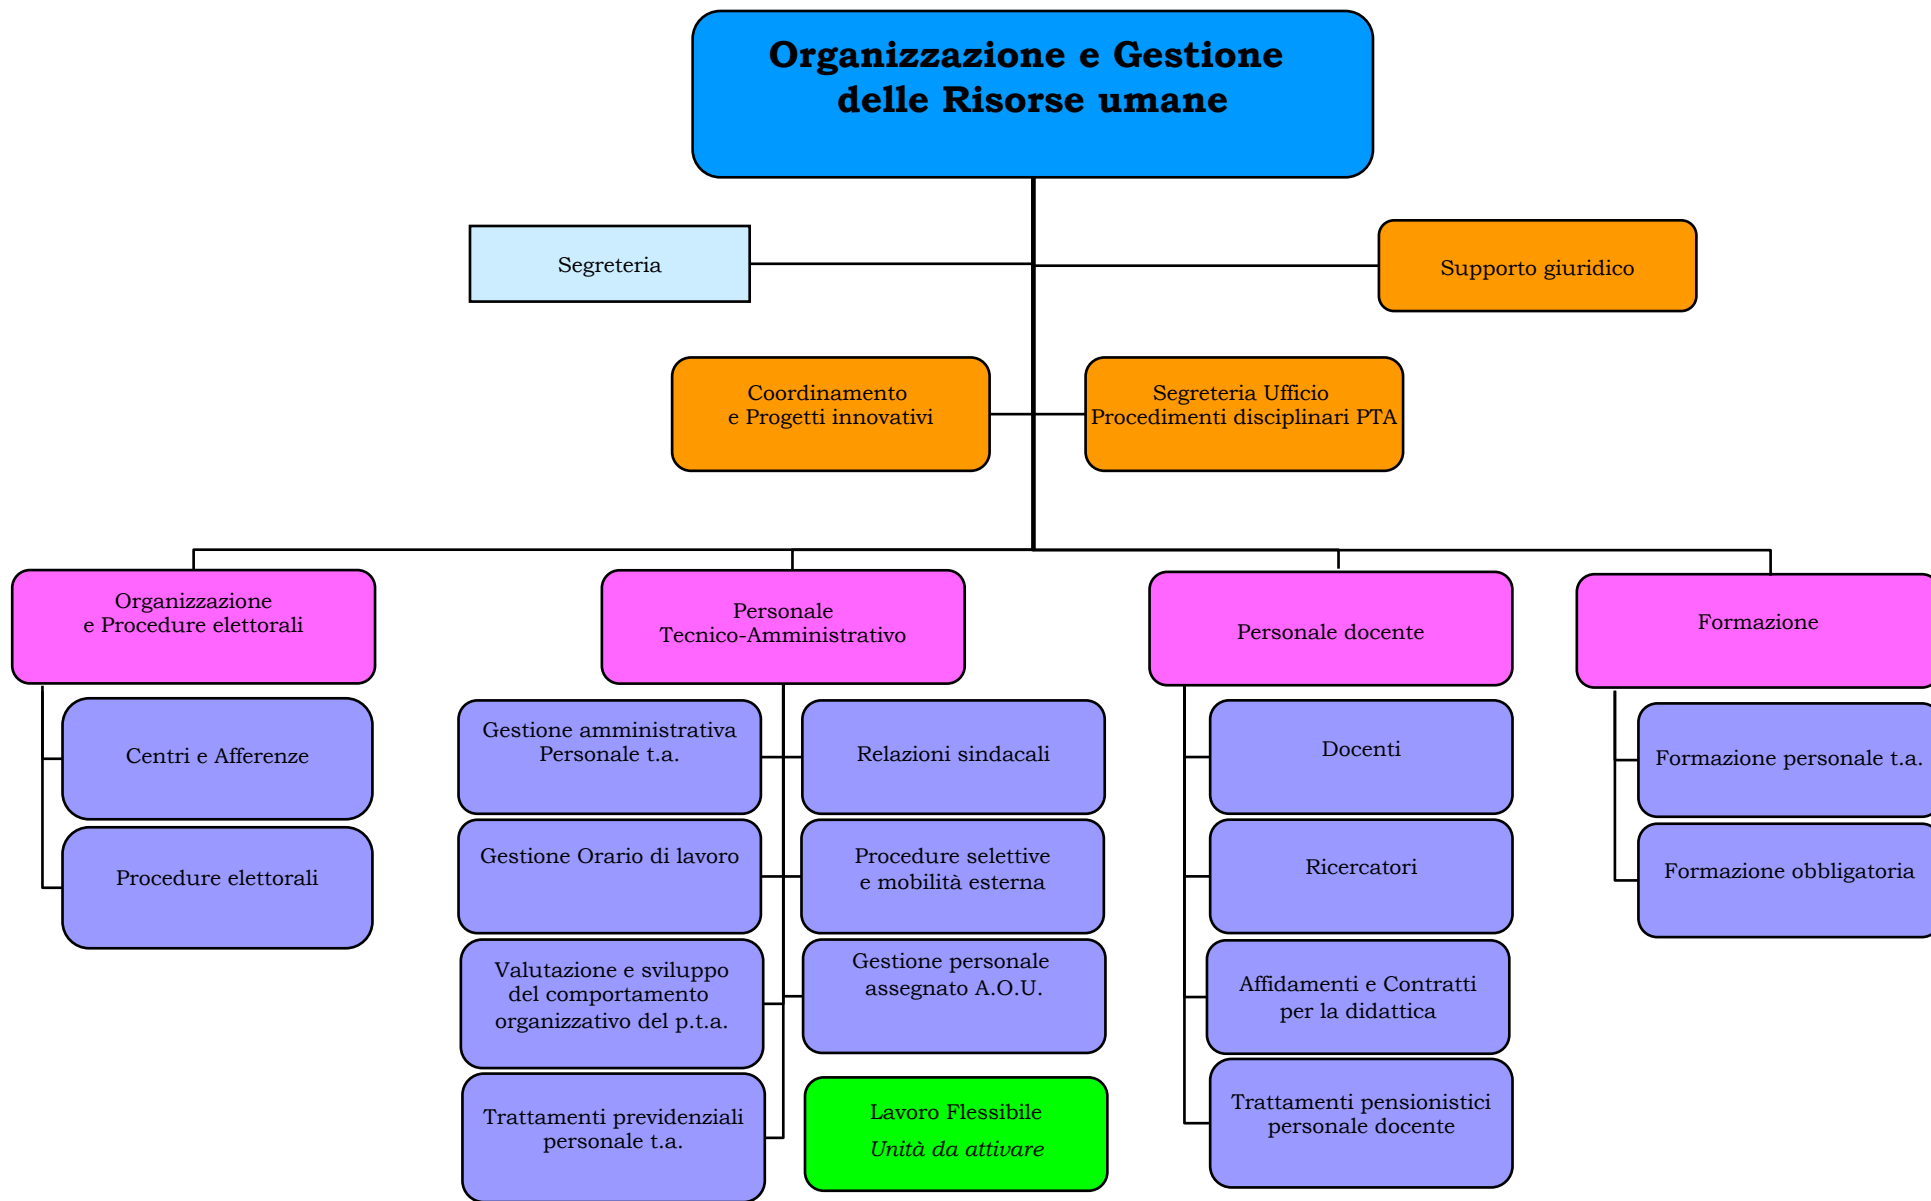 Organizzazione e Gestione
delle Risorse umane
Segreteria
Supporto giuridico
Coordinamento
e Progetti innovativi
Segreteria Ufficio
Procedimenti disciplinari PTA
Organizzazione
e Procedure elettorali
Centri e Afferenze
Procedure elettorali
Personale
Tecnico-Amministrativo
Gestione amministrativa
Personale t.a.
Relazioni sindacali
Gestione Orario di lavoro
Procedure selettive
e mobilità esterna
Valutazione e sviluppo
del comportamento
organizzativo del p.t.a.
Gestione personale
assegnato A.O.U.
Trattamenti previdenziali
personale t.a.
Lavoro Flessibile
Unità da attivare
Personale docente
Docenti
Ricercatori
Affidamenti e Contratti
per la didattica
Trattamenti pensionistici
personale docente
Formazione
Formazione personale t.a.
Formazione obbligatoria